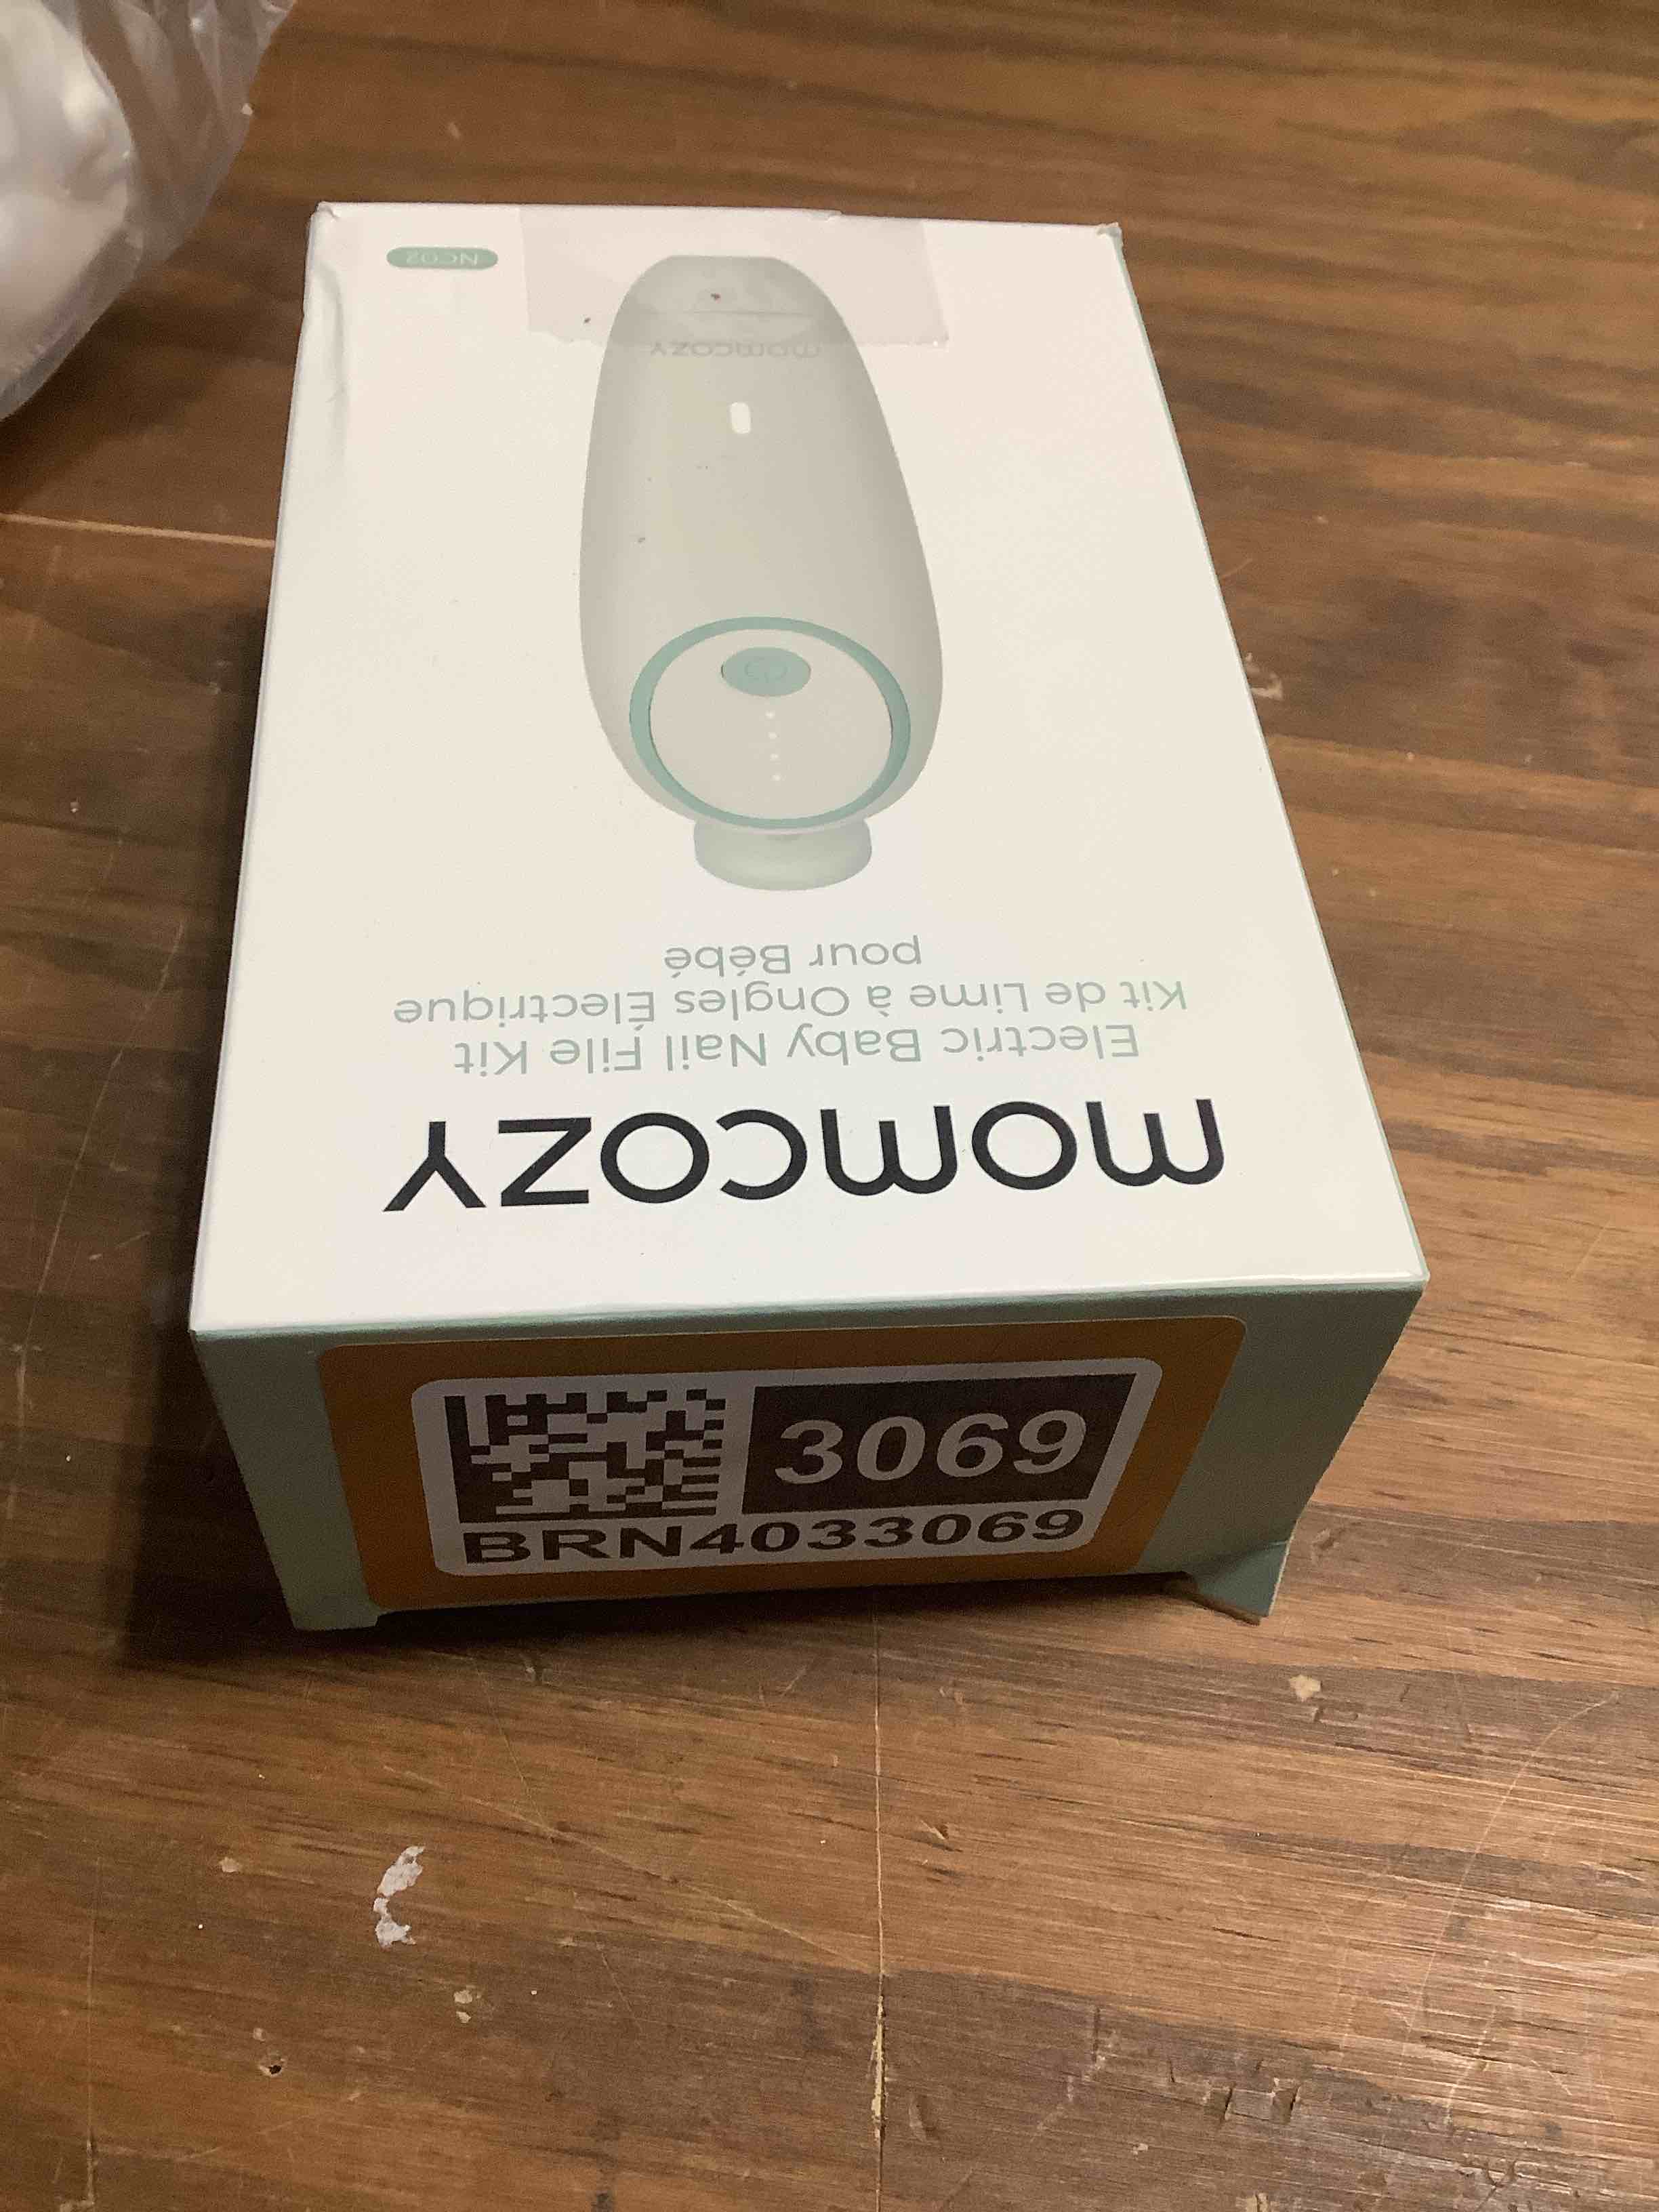 momcozy
Electric Baby Nail File Kit
Kit de Lime à Ongles Électrique
pour Bébé
momcozy
NC02
3069
BRN4033069